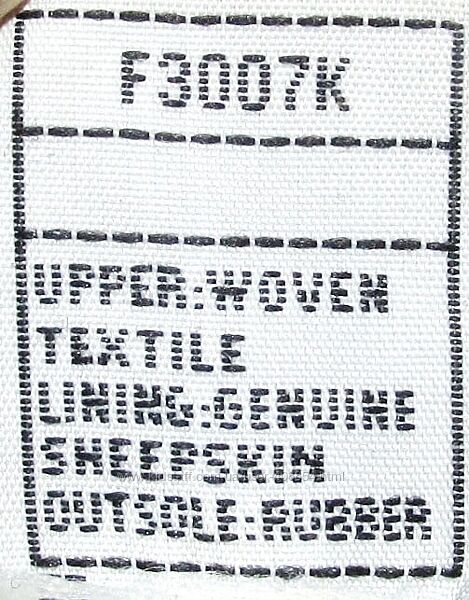 F3007K
UPPER:WOVEN
TEXTILE
LINING:GENUINE
SHEEPSKIN
OUTSOLE:RUBBER